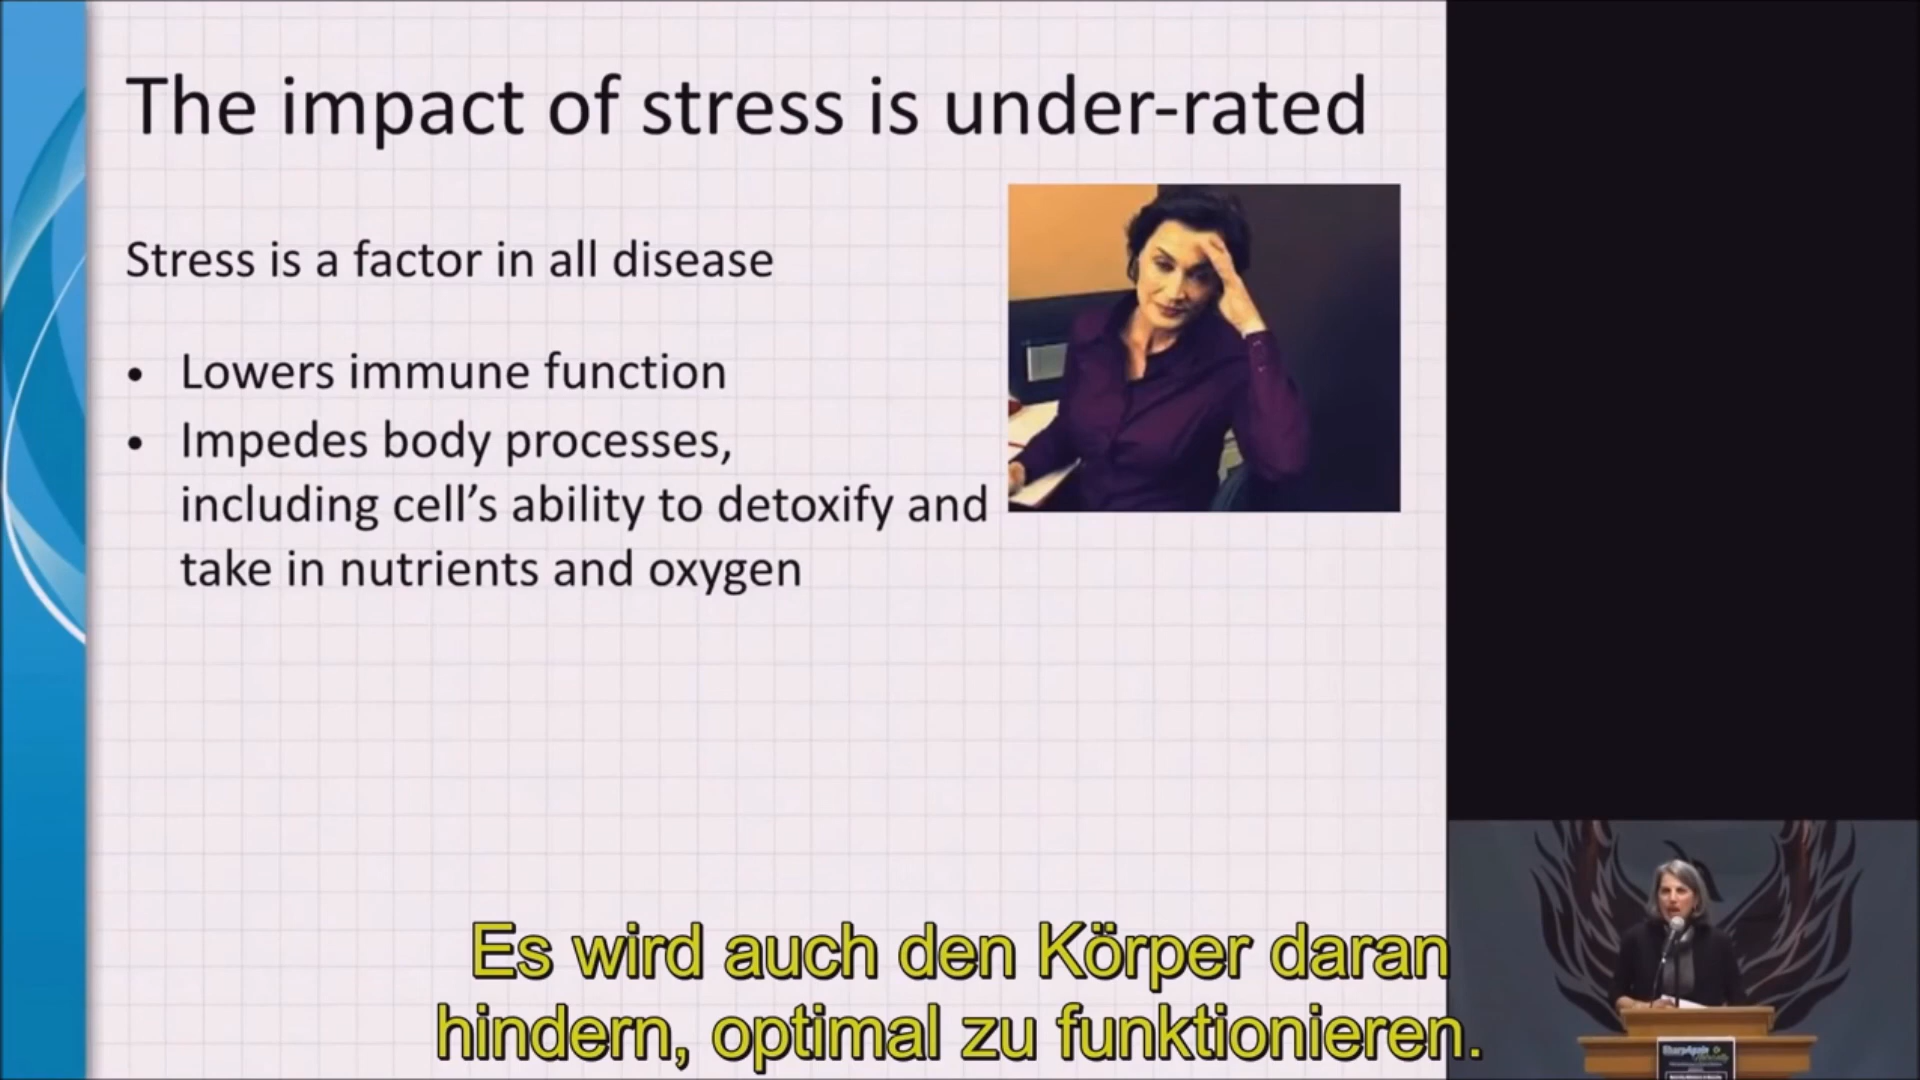 The impact of stress is under-rated
Stress is a factor in all disease
• Lowers immune function
• Impedes body processes,
including cell’s ability to detoxify and
take in nutrients and oxygen
Es wird auch den Körper daran
hindern, optimal zu funktionieren.